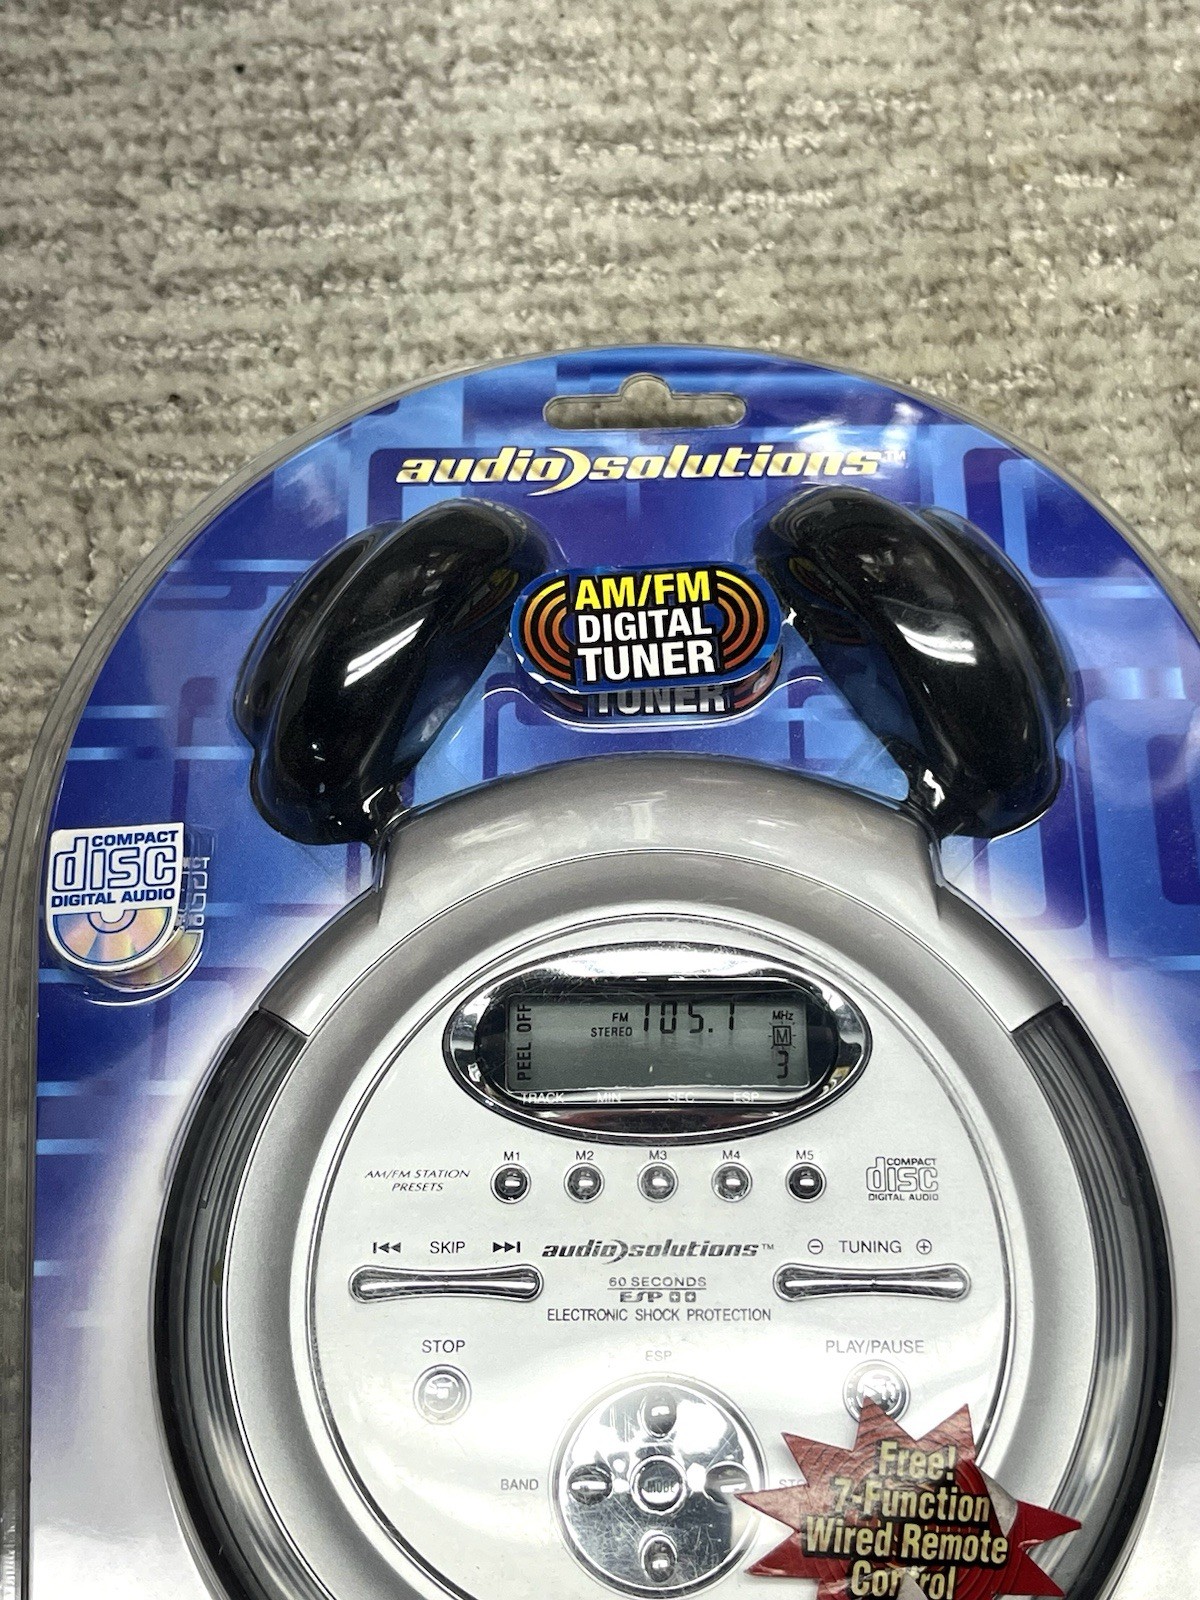 audio)solutions™
AM/FM
DIGITAL
TUNER
TUNER
COMPACT
disc
DIGITAL AUDIO
PEEL OFF
FM
STEREO
105.1
MHz
M
3
TRACK MIN SEC ESP
M1 M2 M3 M4 M5
AM/FM STATION
PRESETS
COMPACT
disc
DIGITAL AUDIO
SKIP
audio)solutions™
TUNING
60 SECONDS
ESP
ELECTRONIC SHOCK PROTECTION
STOP
ESP
PLAY/PAUSE
BAND
MODE
Free!
7-Function
Wired Remote
Control